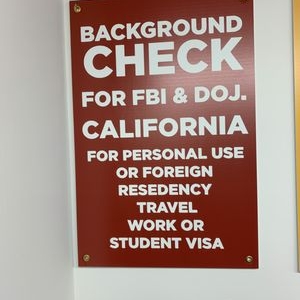 BACKGROUND
CHECK
FOR FBI & DOJ.
CALIFORNIA
FOR PERSONAL USE
OR FOREIGN
RESEDENCY
TRAVEL
WORK OR
STUDENT VISA